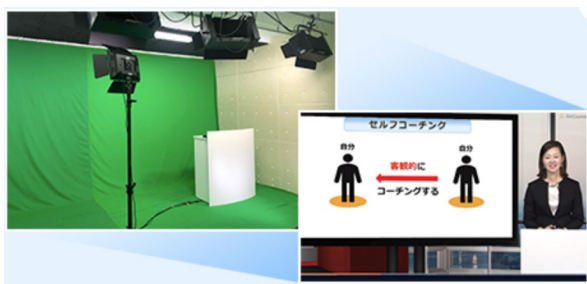 セルフコーチング
自分 自分
客観的に
コーチングする